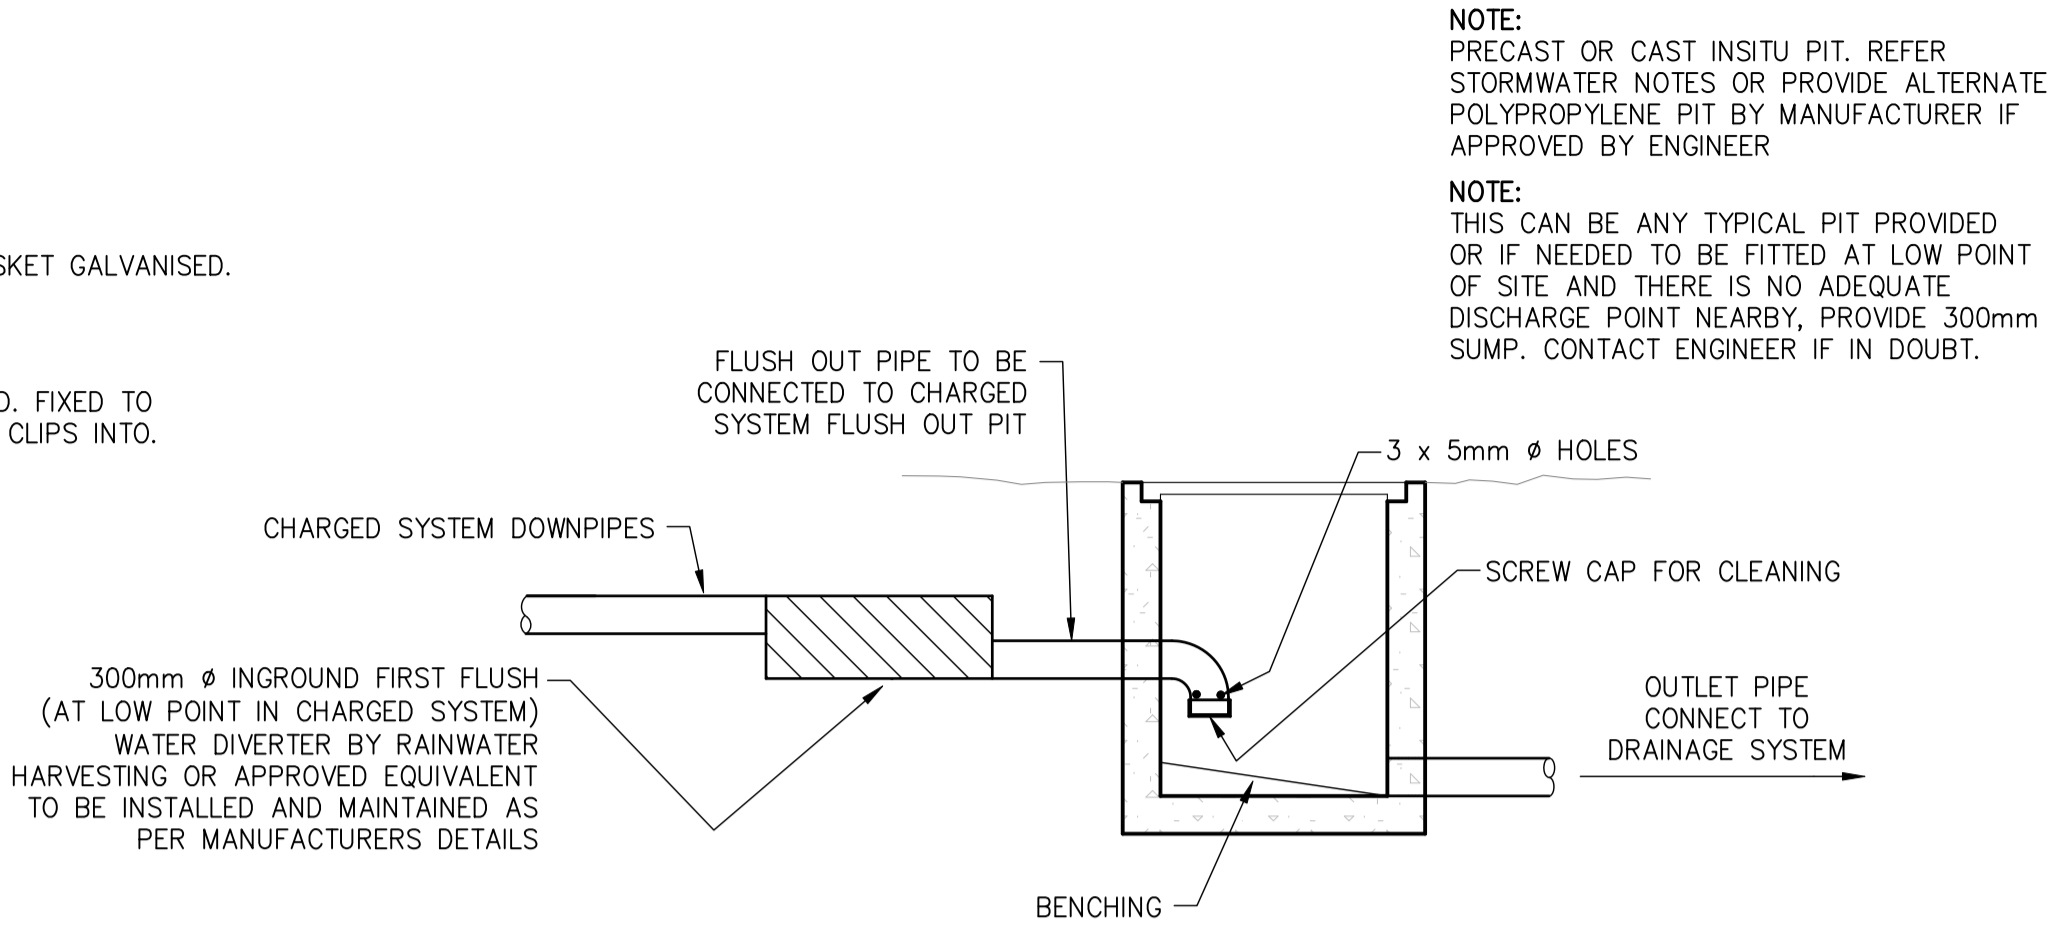 NOTE:
PRECAST OR CAST INSITU PIT. REFER
STORMWATER NOTES OR PROVIDE ALTERNATE
POLYPROPYLENE PIT BY MANUFACTURER IF
APPROVED BY ENGINEER
NOTE:
THIS CAN BE ANY TYPICAL PIT PROVIDED
OR IF NEEDED TO BE FITTED AT LOW POINT
OF SITE AND THERE IS NO ADEQUATE
DISCHARGE POINT NEARBY, PROVIDE 300mm
SUMP. CONTACT ENGINEER IF IN DOUBT.
GALVANISED.
FIXED TO
CLIPS INTO.
FLUSH OUT PIPE TO BE
CONNECTED TO CHARGED
SYSTEM FLUSH OUT PIT
3 x 5mm ø HOLES
CHARGED SYSTEM DOWNPIPES
SCREW CAP FOR CLEANING
300mm ø INGROUND FIRST FLUSH
(AT LOW POINT IN CHARGED SYSTEM)
WATER DIVERTER BY RAINWATER
HARVESTING OR APPROVED EQUIVALENT
TO BE INSTALLED AND MAINTAINED AS
PER MANUFACTURERS DETAILS
OUTLET PIPE
CONNECT TO
DRAINAGE SYSTEM
BENCHING